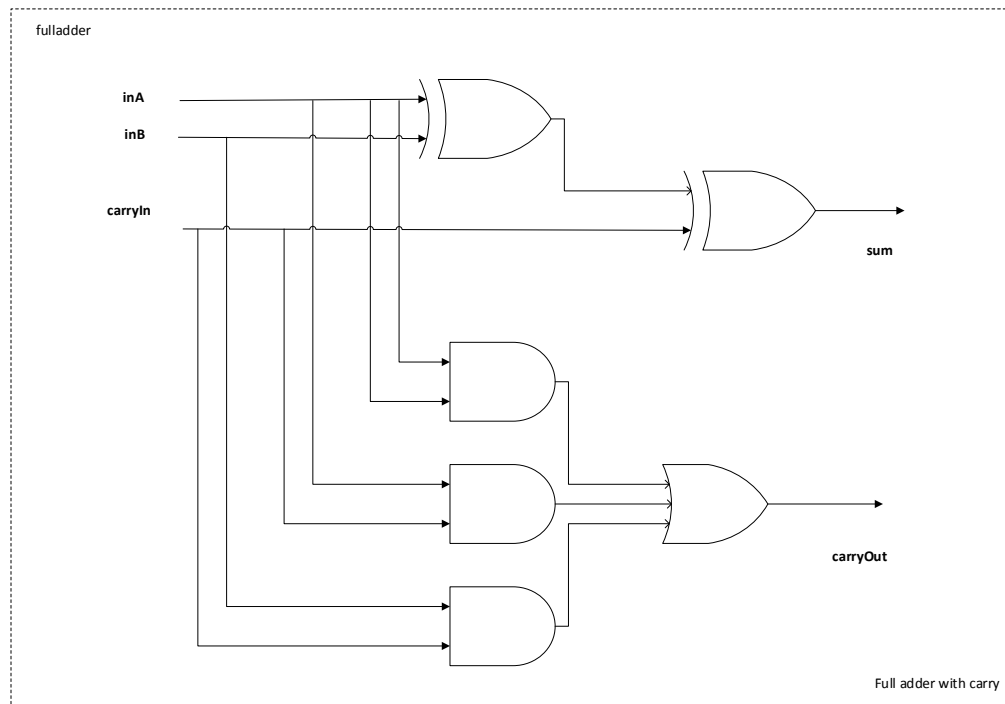 fulladder
inA
inB
carryIn
sum
carryOut
Full adder with carry